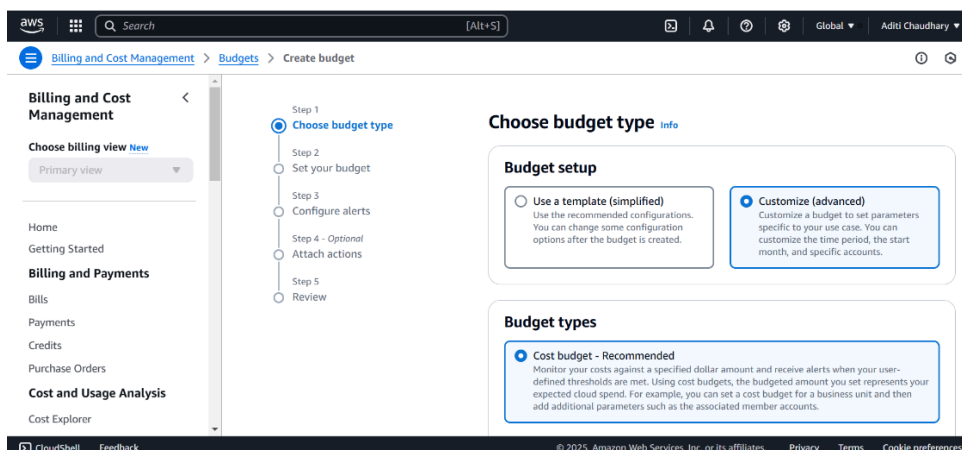 aws
Search
[Alt+S]
Global
Aditi Chaudhary
Billing and Cost Management > Budgets > Create budget
Billing and Cost
Management
Choose billing view New
Primary view
Home
Getting Started
Billing and Payments
Bills
Payments
Credits
Purchase Orders
Cost and Usage Analysis
Cost Explorer
Step 1
Choose budget type
Step 2
Set your budget
Step 3
Configure alerts
Step 4 - Optional
Attach actions
Step 5
Review
Choose budget type Info
Budget setup
Use a template (simplified)
Use the recommended configurations.
You can change some configuration
options after the budget is created.
Customize (advanced)
Customize a budget to set parameters
specific to your use case. You can
customize the time period, the start
month, and specific accounts.
Budget types
Cost budget - Recommended
Monitor your costs against a specified dollar amount and receive alerts when your user-
defined thresholds are met. Using cost budgets, the budgeted amount you set represents your
expected cloud spend. For example, you can set a cost budget for a business unit and then
add additional parameters such as the associated member accounts.
CloudShell
Feedback
© 2025, Amazon Web Services, Inc. or its affiliates.
Privacy
Terms
Cookie preferences